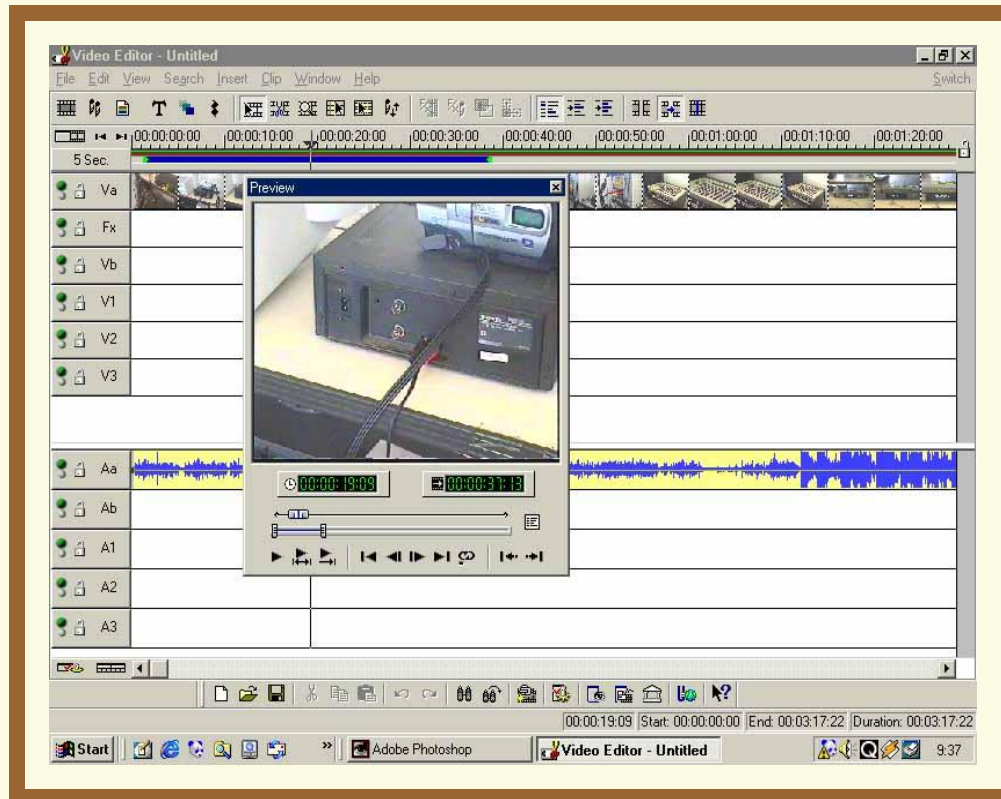 Video Editor - Untitled
File Edit View Search Insert Clip Window Help Switch
00:00:00:00 00:00:10:00 00:00:20:00 00:00:30:00 00:00:40:00 00:00:50:00 00:01:00:00 00:01:10:00 00:01:20:00
5 Sec.
Va
Preview
Fx
Vb
V1
V2
V3
Aa
00:00:19:09 00:00:37:13
Ab
A1
A2
A3
00:00:19:09 Start: 00:00:00:00 End: 00:03:17:22 Duration: 00:03:17:22
Start » Adobe Photoshop Video Editor - Untitled 9:37